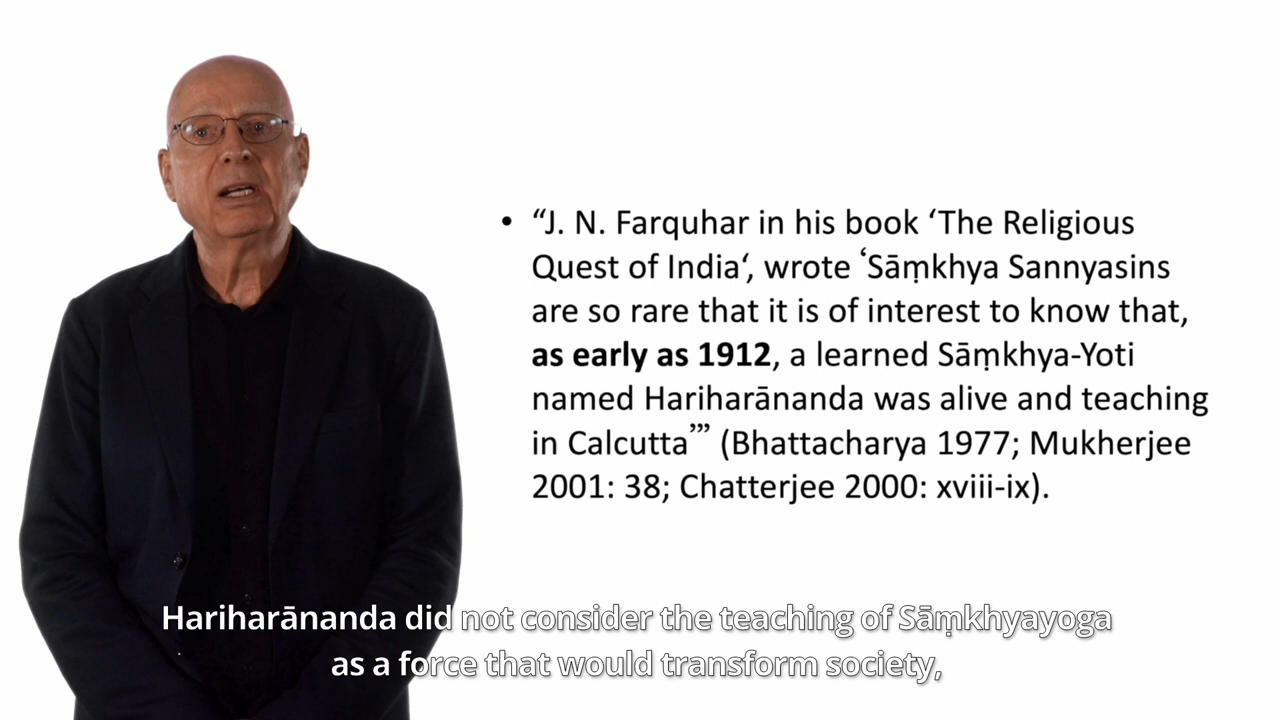 • “J. N. Farquhar in his book ‘The Religious
Quest of India‘, wrote ‘Sāṃkhya Sannyasins
are so rare that it is of interest to know that,
as early as 1912, a learned Sāṃkhya-Yoti
named Hariharānanda was alive and teaching
in Calcutta’” (Bhattacharya 1977; Mukherjee
2001: 38; Chatterjee 2000: xviii-ix).
Hariharānanda did not consider the teaching of Sāṃkhyayoga
as a force that would transform society,